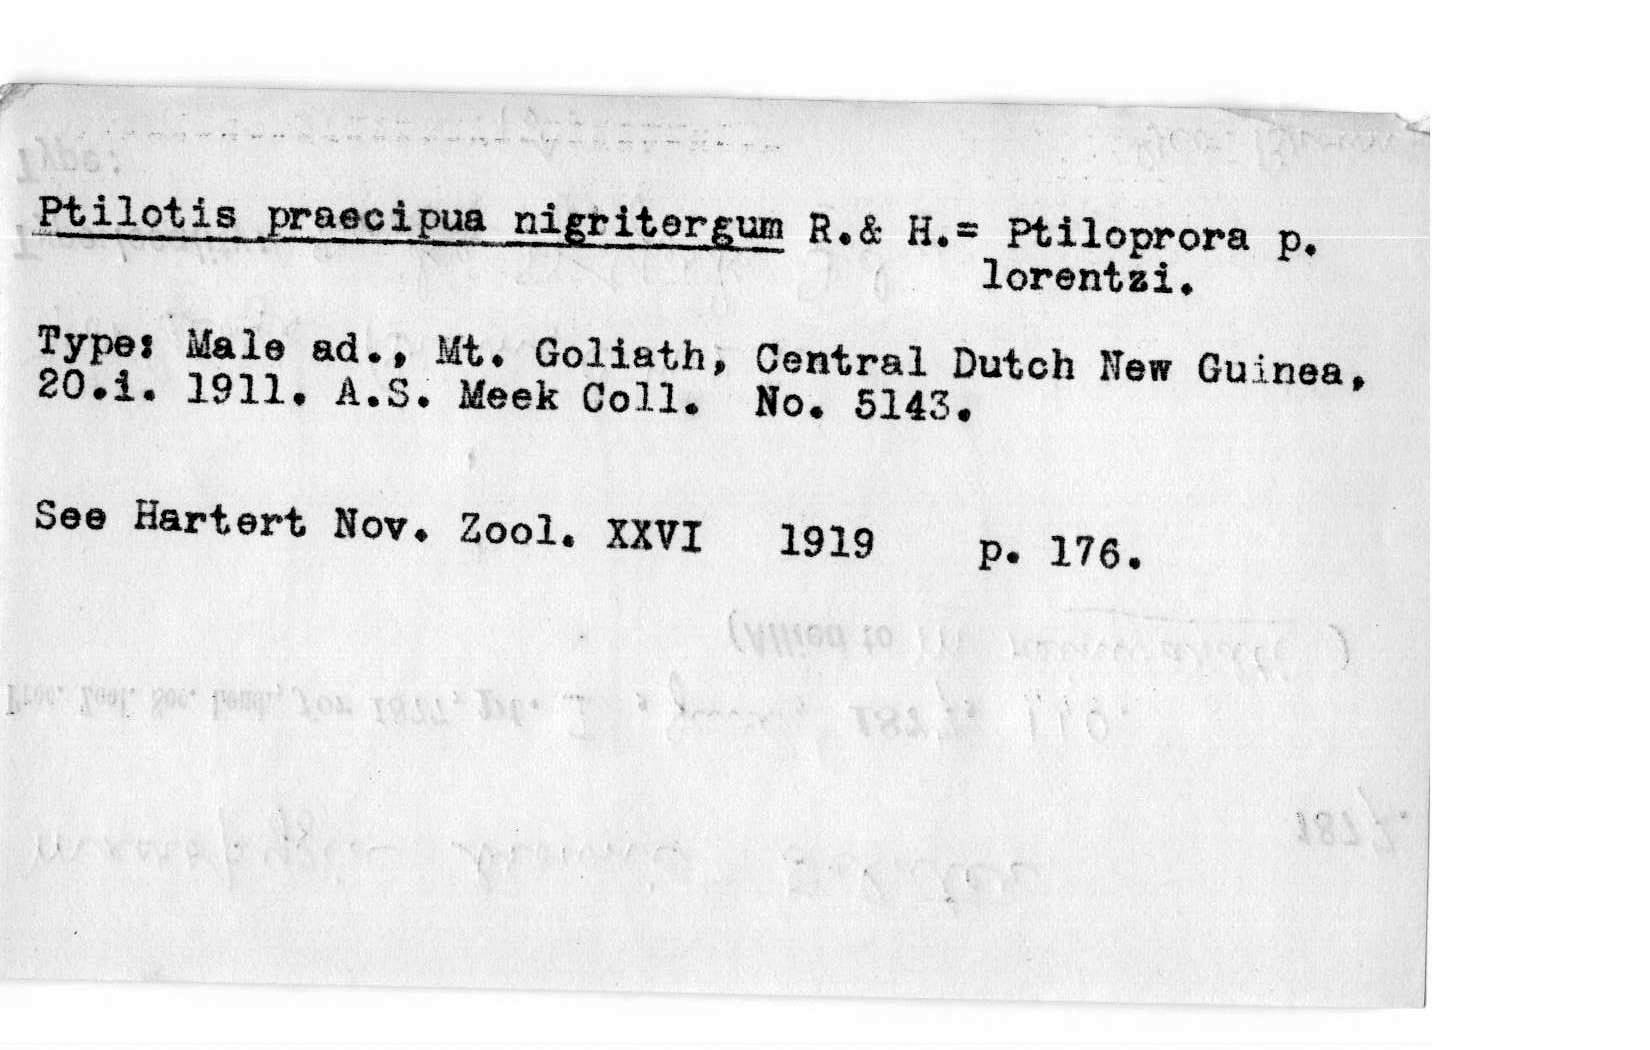 Ptilotis praecipua nigritergum R.& H.= Ptiloprora p.
lorentzi.
Type: Male ad., Mt. Goliath, Central Dutch New Guinea,
20.i. 1911. A.S. Meek Coll. No. 5143.
See Hartert Nov. Zool. XXVI 1919 p. 176.